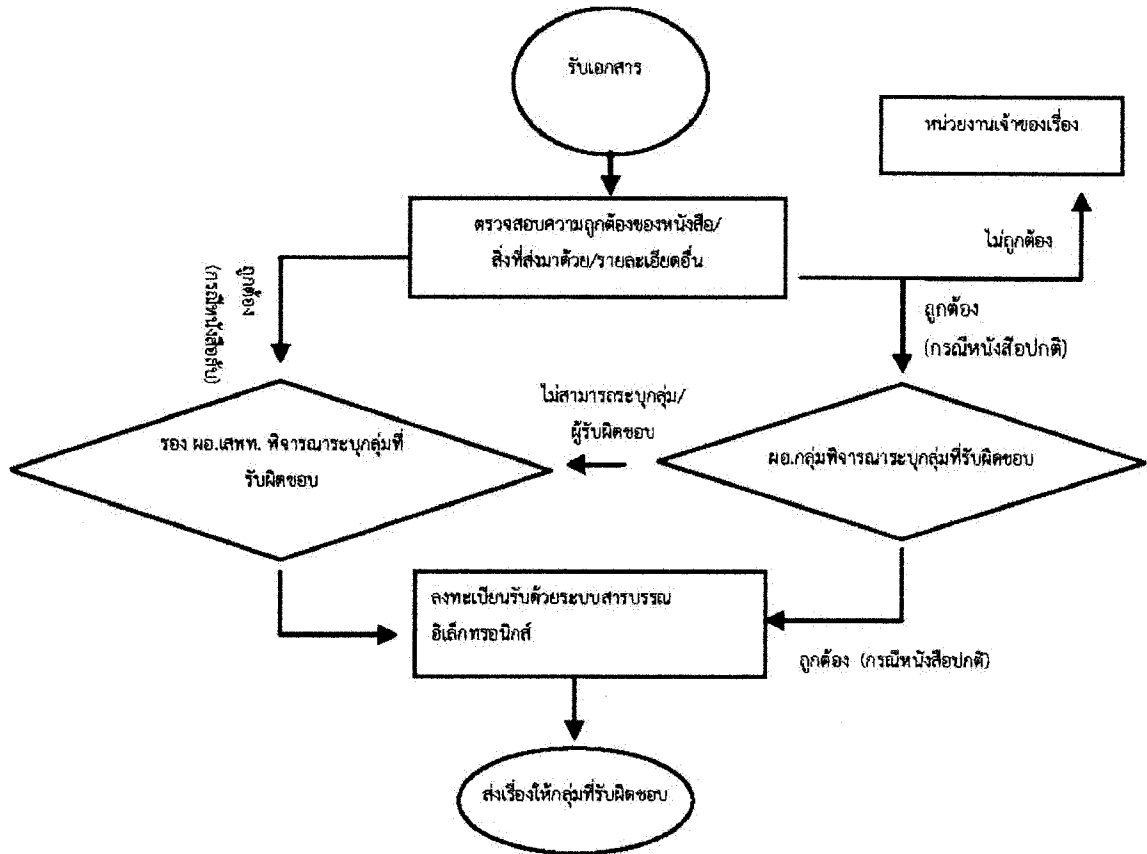 รับเอกสาร
หน่วยงานเจ้าของเรื่อง
ตรวจสอบความถูกต้องของหนังสือ/
สิ่งที่ส่งมาด้วย/รายละเอียดอื่น
ไม่ถูกต้อง
ถูกต้อง
(กรณีหนังสือลับ)
ถูกต้อง
(กรณีหนังสือปกติ)
ไม่สามารถระบุกลุ่ม/
ผู้รับผิดชอบ
รอง ผอ.เสพท. พิจารณาระบุกลุ่มที่
รับผิดชอบ
ผอ.กลุ่มพิจารณาระบุกลุ่มที่รับผิดชอบ
ลงทะเบียนรับด้วยระบบสารบรรณ
อิเล็กทรอนิกส์
ถูกต้อง (กรณีหนังสือปกติ)
ส่งเรื่องให้กลุ่มที่รับผิดชอบ